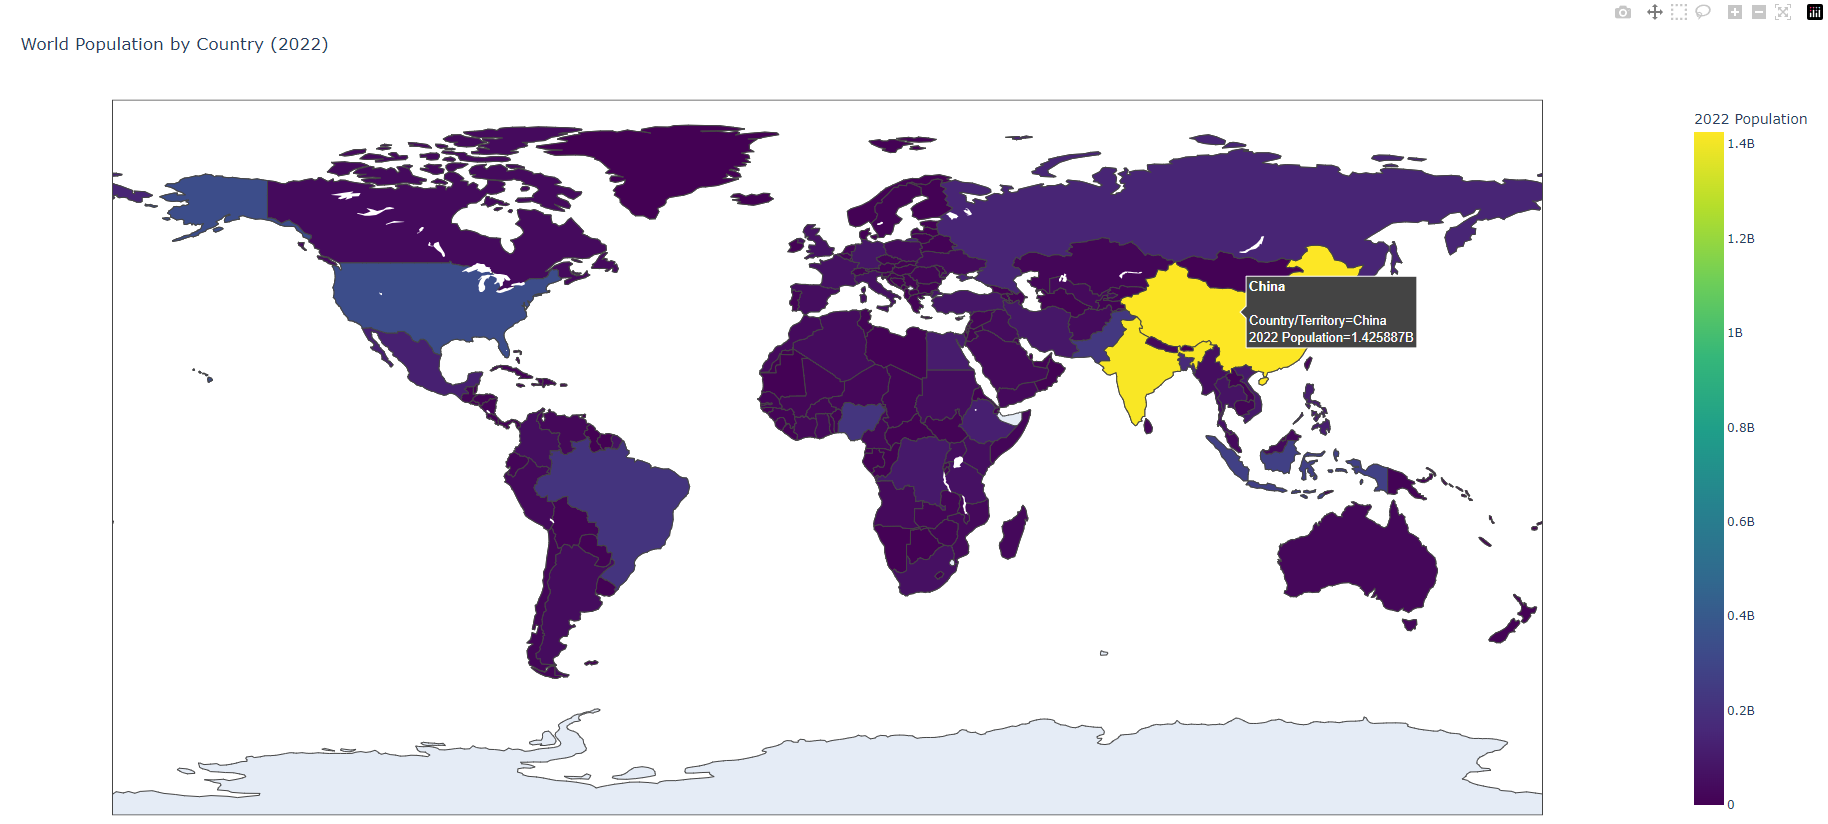 World Population by Country (2022)
2022 Population
1.4B
1.2B
1B
0.8B
0.6B
0.4B
0.2B
0
China
Country/Territory=China
2022 Population=1.425887B